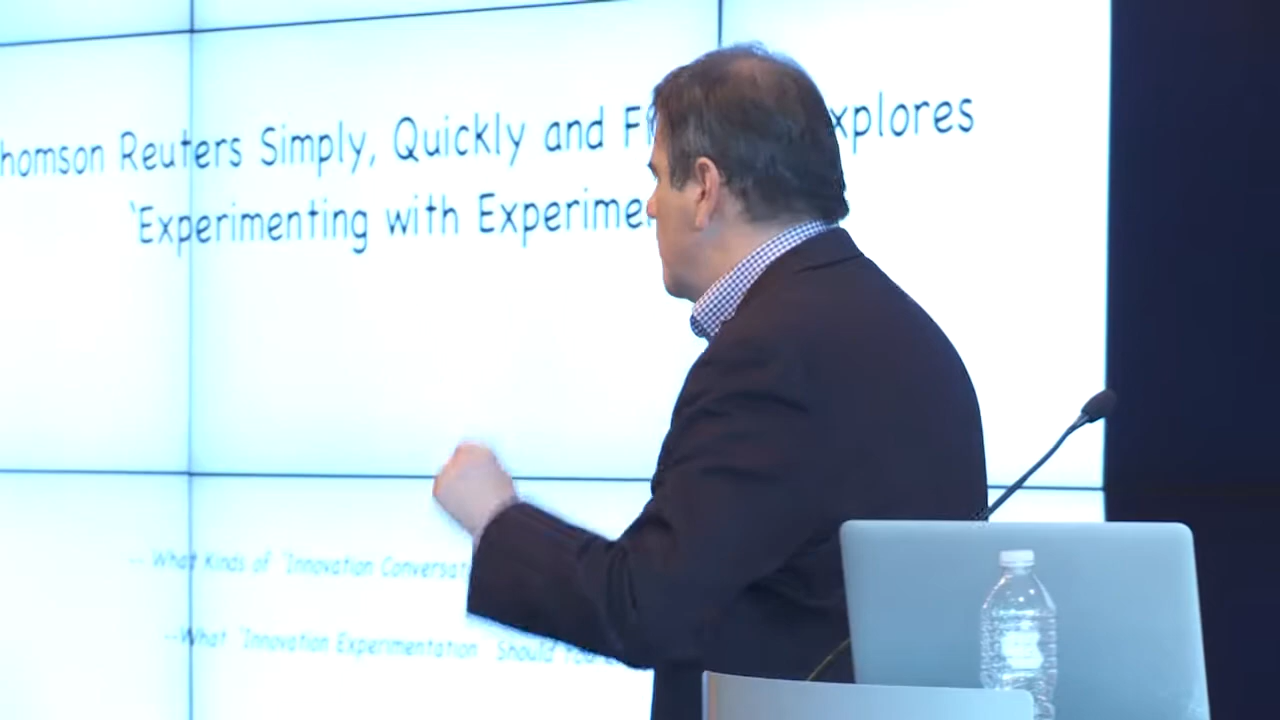 homson Reuters Simply, Quickly and F xplores
'Experimenting with Experime
-- What Kinds of 'Innovation Conversat
--What 'Innovation Experimentation Should